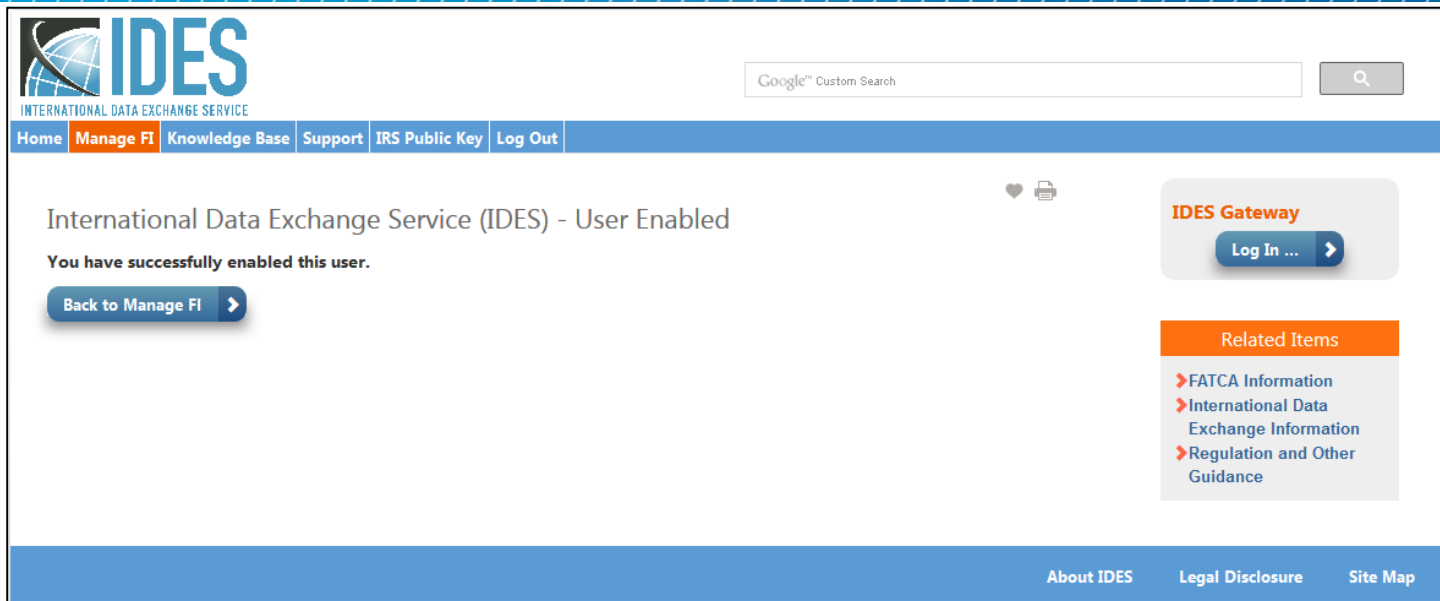 IDES
INTERNATIONAL DATA EXCHANGE SERVICE
Google™ Custom Search
Home Manage FI Knowledge Base Support IRS Public Key Log Out
International Data Exchange Service (IDES) - User Enabled
You have successfully enabled this user.
Back to Manage FI
IDES Gateway
Log In ...
Related Items
FATCA Information
International Data
Exchange Information
Regulation and Other
Guidance
About IDES Legal Disclosure Site Map